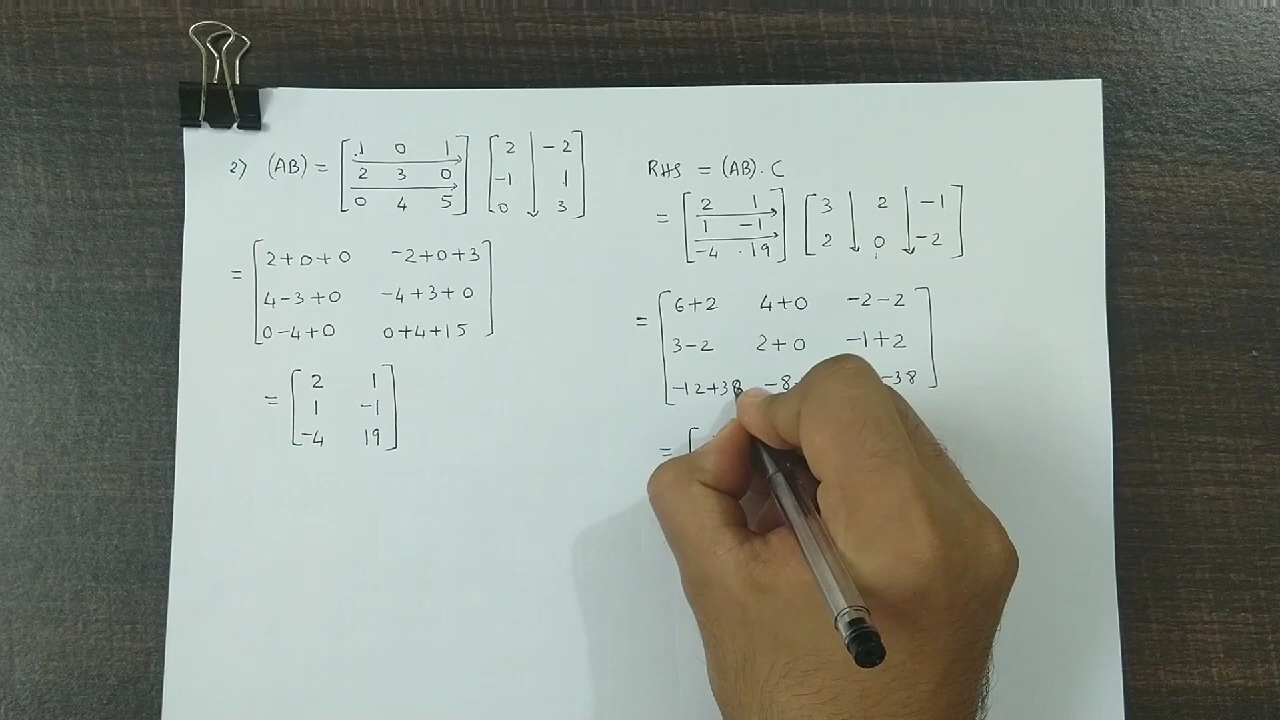 2) (AB) = [1 0 1] [2 -2]
[2 3 0] [-1 1]
[0 4 5] [0 3]
= [2+0+0 -2+0+3]
[4-3+0 -4+3+0]
[0-4+0 0+4+15]
= [2 1]
[1 -1]
[-4 19]
RHS = (AB).C
= [2 1] [3 2 -1]
[1 -1] [2 0 -2]
[-4 19]
= [6+2 4+0 -2-2]
[3-2 2+0 -1+2]
[-12+38 -8 -38]
= [